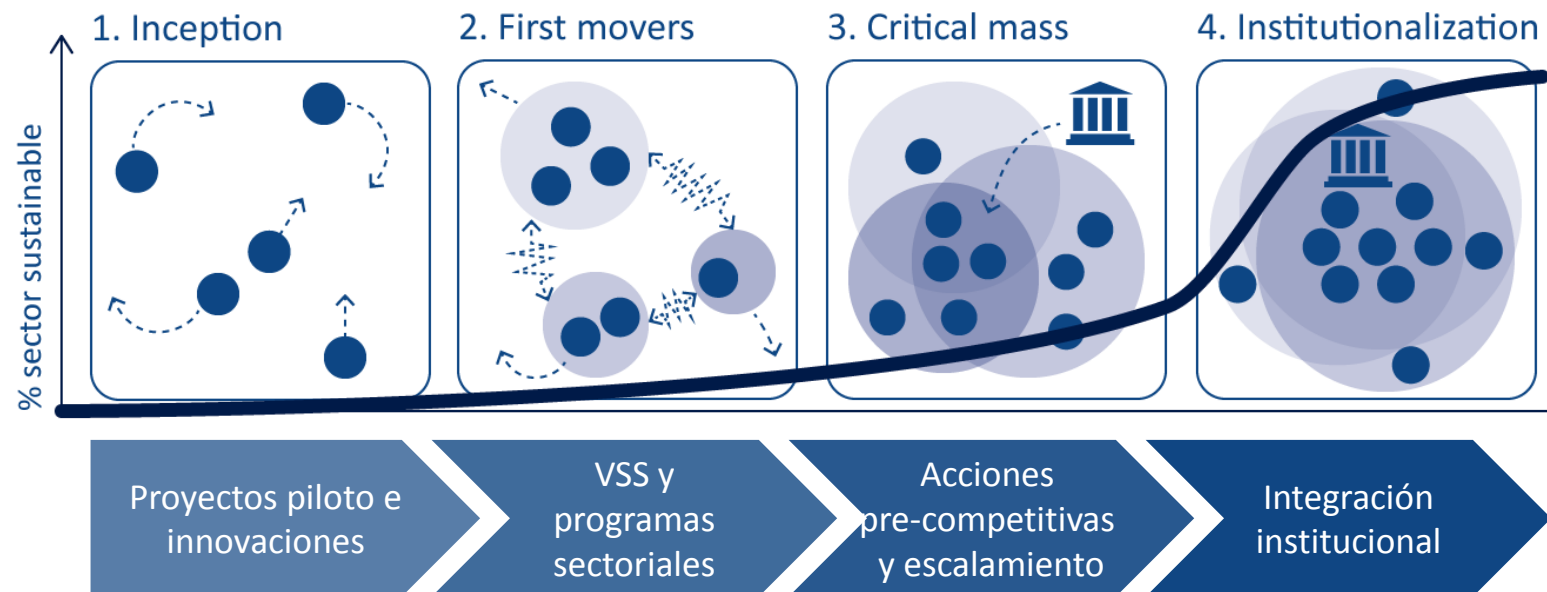 1. Inception
2. First movers
3. Critical mass
4. Institutionalization
% sector sustainable
Proyectos piloto e
innovaciones
VSS y
programas
sectoriales
Acciones
pre-competitivas
y escalamiento
Integración
institucional